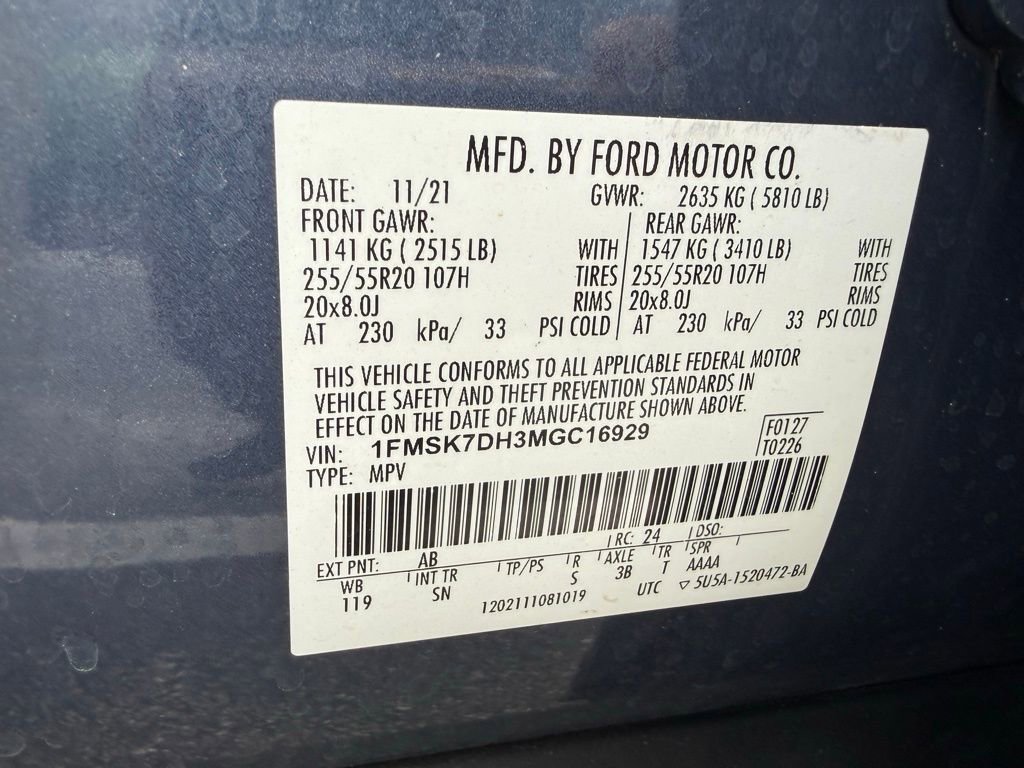 MFD. BY FORD MOTOR CO.
DATE: 11/21 GVWR: 2635 KG ( 5810 LB)
FRONT GAWR: REAR GAWR:
1141 KG ( 2515 LB) WITH 1547 KG ( 3410 LB) WITH
255/55R20 107H TIRES 255/55R20 107H TIRES
20x8.0J RIMS 20x8.0J RIMS
AT 230 kPa/ 33 PSI COLD AT 230 kPa/ 33 PSI COLD
THIS VEHICLE CONFORMS TO ALL APPLICABLE FEDERAL MOTOR
VEHICLE SAFETY AND THEFT PREVENTION STANDARDS IN
EFFECT ON THE DATE OF MANUFACTURE SHOWN ABOVE.
VIN: 1FMSK7DH3MGC16929 F0127
TYPE: MPV T0226
EXT PNT: AB RC: 24 DSO:
WB INT TR TP/PS R AXLE TR SPR
119 SN S 3B T AAAA
1202111081019 UTC ▽ 5U5A-1520472-BA